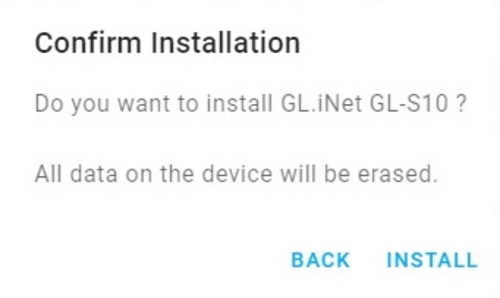 Confirm Installation
Do you want to install GL.iNet GL-S10 ?
All data on the device will be erased.
BACK INSTALL